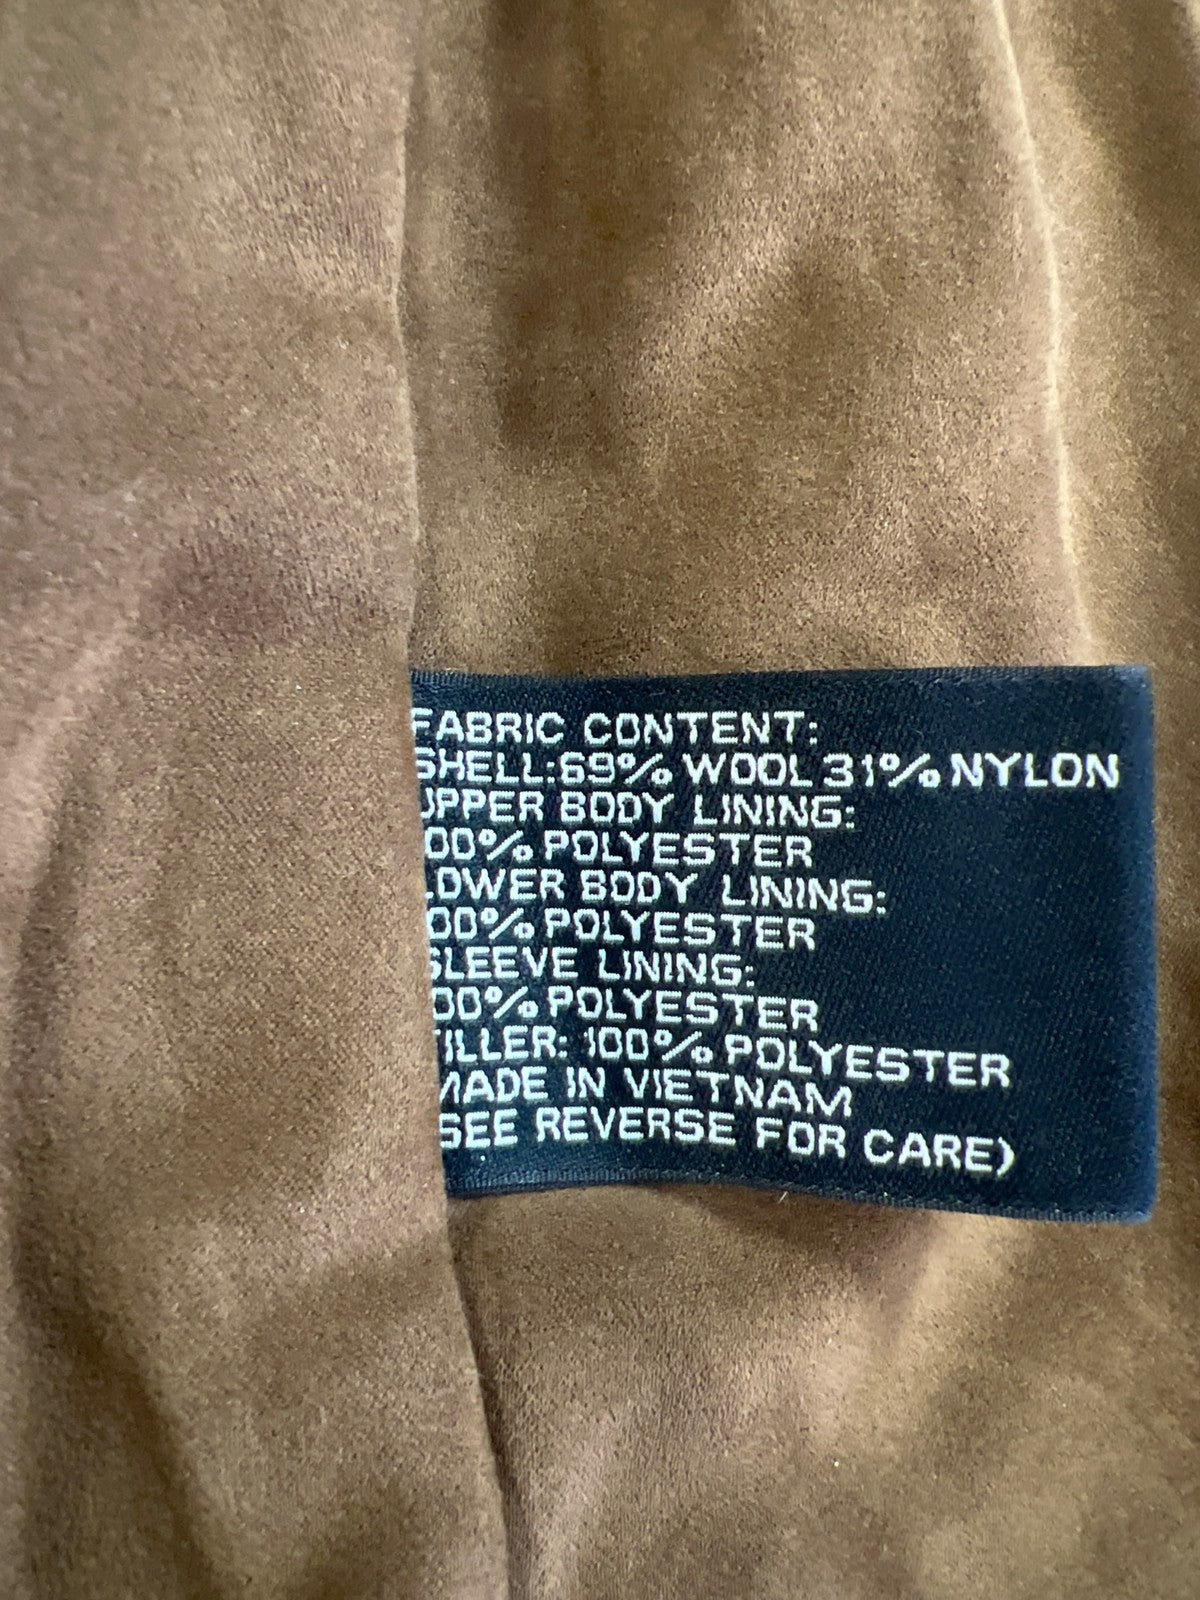 FABRIC CONTENT:
SHELL:69% WOOL 31% NYLON
UPPER BODY LINING:
100% POLYESTER
LOWER BODY LINING:
100% POLYESTER
SLEEVE LINING:
100% POLYESTER
FILLER: 100% POLYESTER
MADE IN VIETNAM
(SEE REVERSE FOR CARE)